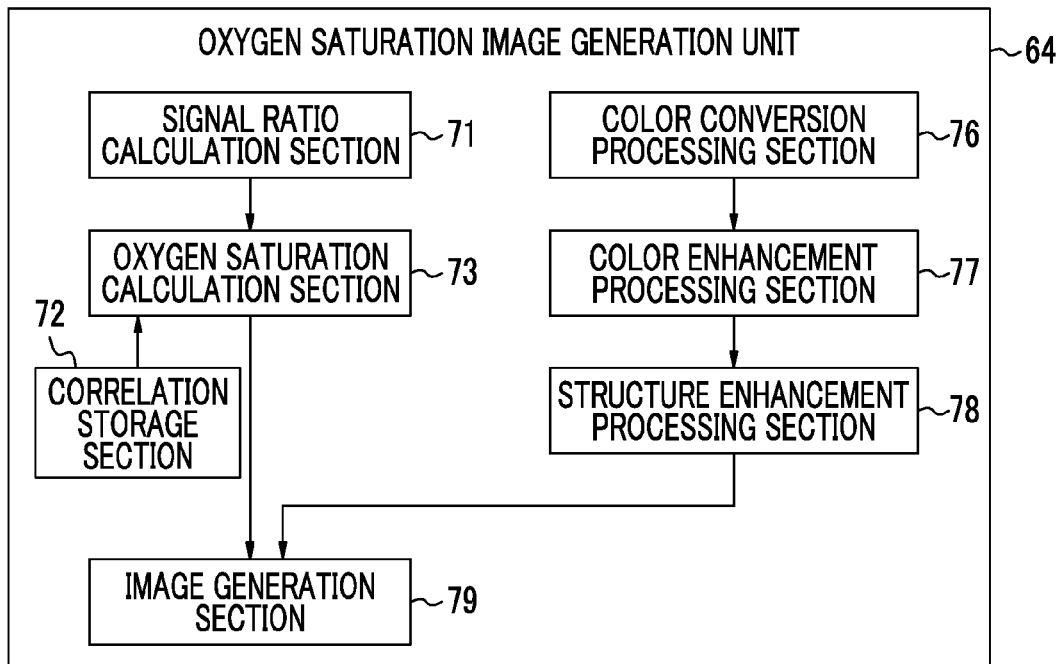 OXYGEN SATURATION IMAGE GENERATION UNIT
64
SIGNAL RATIO
CALCULATION SECTION
71
COLOR CONVERSION
PROCESSING SECTION
76
OXYGEN SATURATION
CALCULATION SECTION
73
COLOR ENHANCEMENT
PROCESSING SECTION
77
72
CORRELATION
STORAGE
SECTION
STRUCTURE ENHANCEMENT
PROCESSING SECTION
78
IMAGE GENERATION
SECTION
79